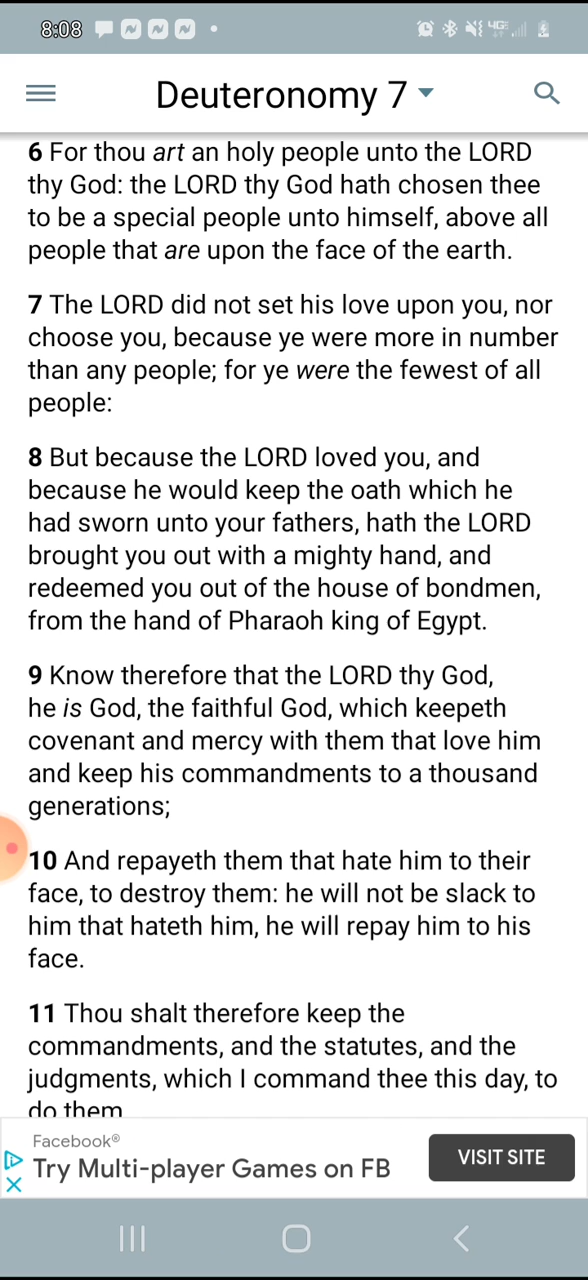 8:08
4GE
Deuteronomy 7
6 For thou art an holy people unto the LORD
thy God: the LORD thy God hath chosen thee
to be a special people unto himself, above all
people that are upon the face of the earth.
7 The LORD did not set his love upon you, nor
choose you, because ye were more in number
than any people; for ye were the fewest of all
people:
8 But because the LORD loved you, and
because he would keep the oath which he
had sworn unto your fathers, hath the LORD
brought you out with a mighty hand, and
redeemed you out of the house of bondmen,
from the hand of Pharaoh king of Egypt.
9 Know therefore that the LORD thy God,
he is God, the faithful God, which keepeth
covenant and mercy with them that love him
and keep his commandments to a thousand
generations;
10 And repayeth them that hate him to their
face, to destroy them: he will not be slack to
him that hateth him, he will repay him to his
face.
11 Thou shalt therefore keep the
commandments, and the statutes, and the
judgments, which I command thee this day, to
do them
Facebook®
Try Multi-player Games on FB
VISIT SITE